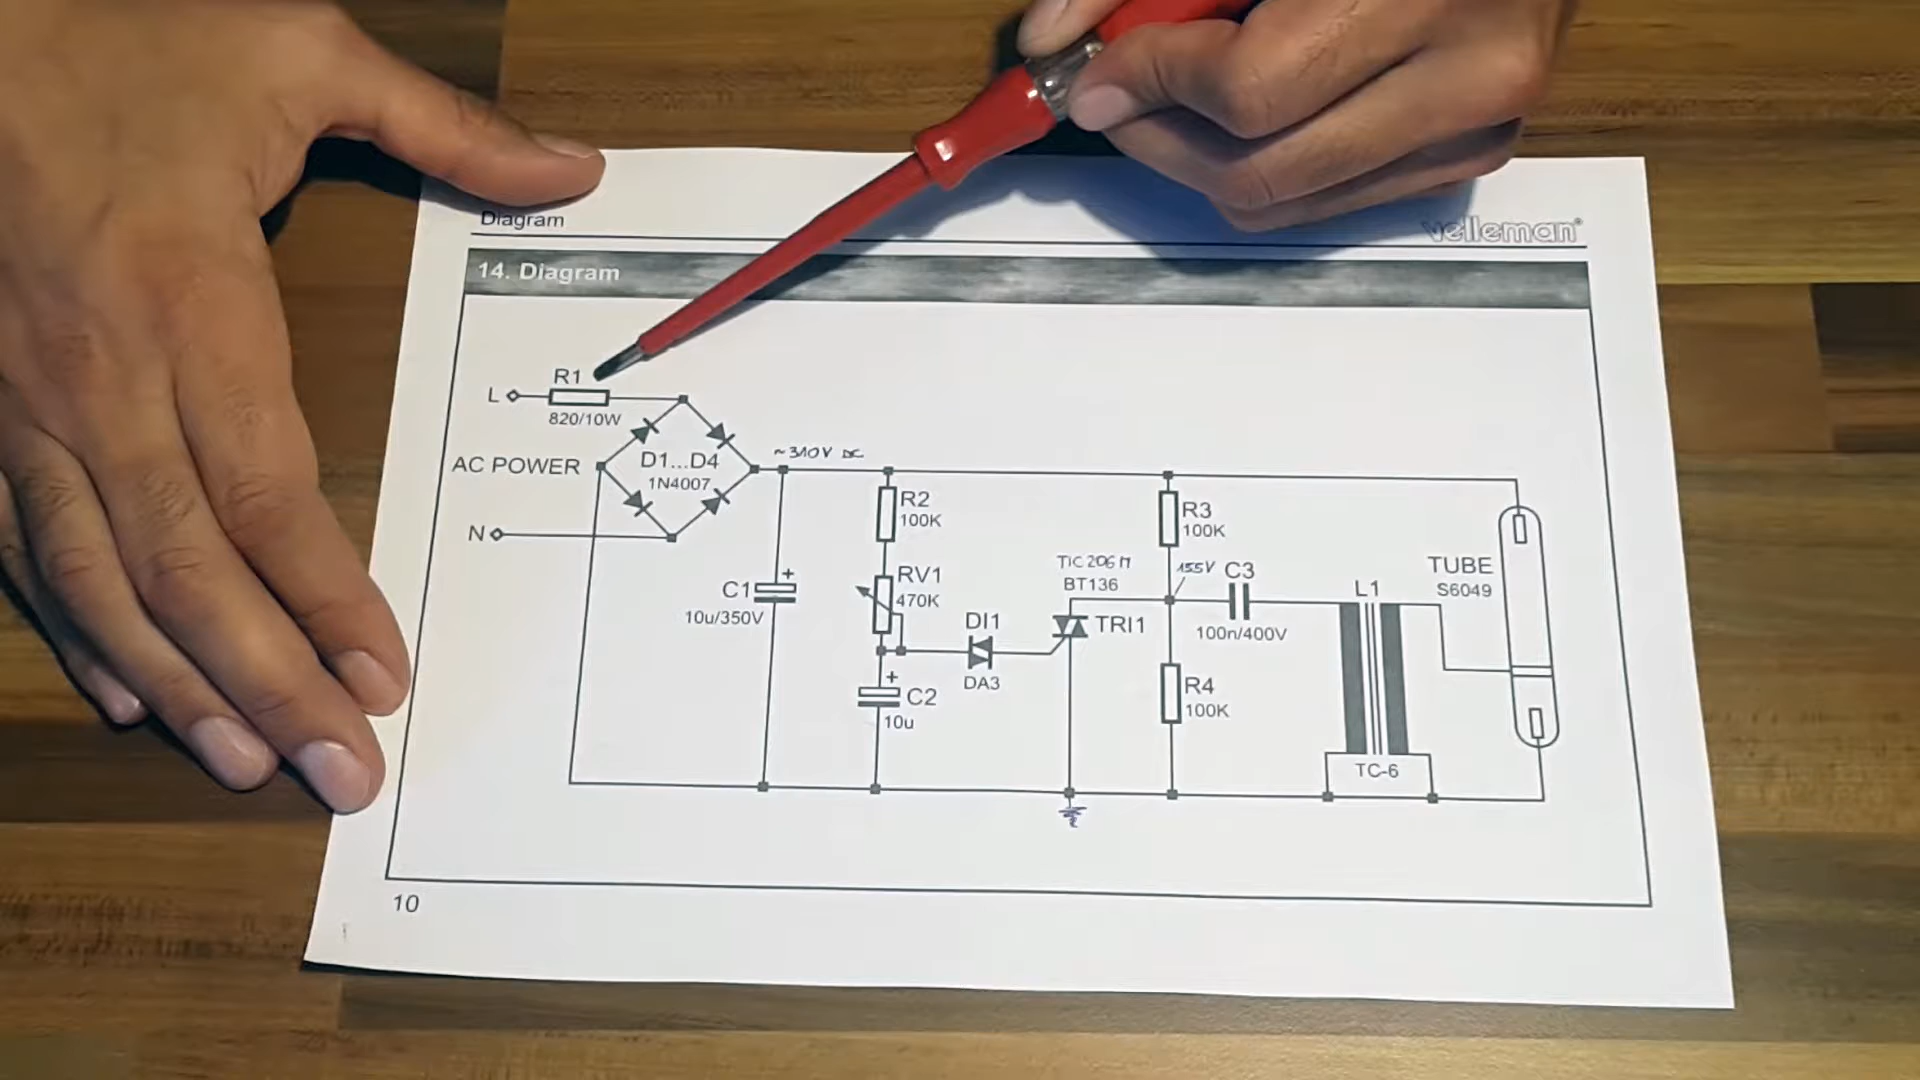 Diagram
velleman®
14. Diagram
R1
L
820/10W
AC POWER
D1...D4
1N4007
~310V DC
N
R2
100K
R3
100K
RV1
470K
C1
+
10u/350V
TIC 206 M
BT136
155V
C3
100n/400V
TUBE
S6049
L1
DI1
DA3
TRI1
+
C2
10u
R4
100K
TC-6
10